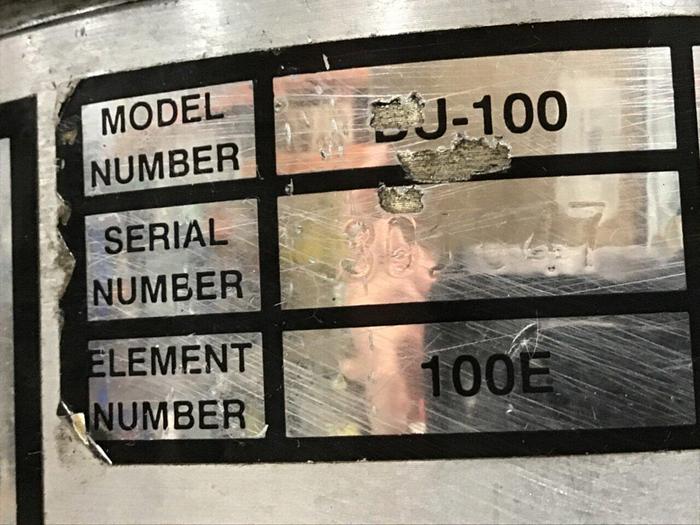 MODEL NUMBER
BJ-100
SERIAL NUMBER
ELEMENT NUMBER
100E